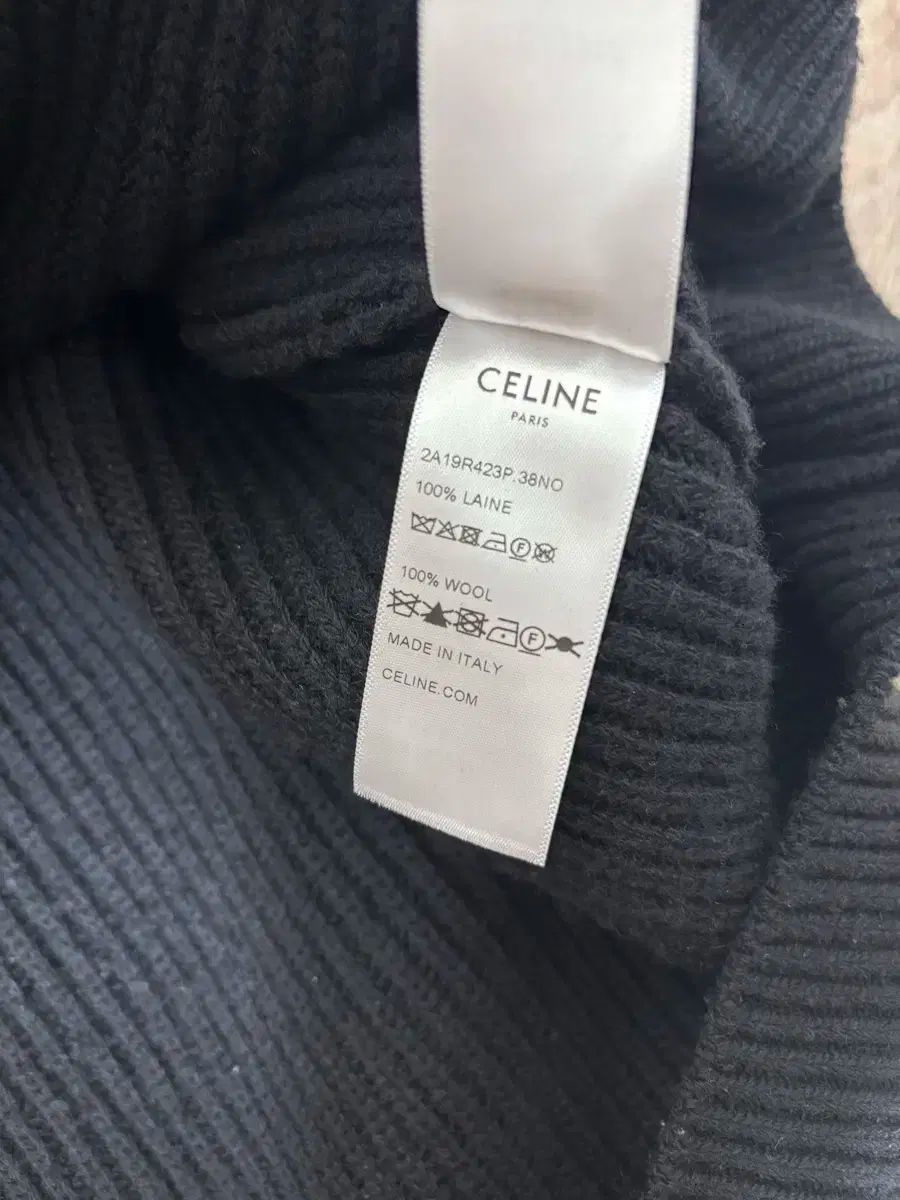 CELINE
PARIS
2A19R423P.38NO
100% LAINE
100% WOOL
MADE IN ITALY
CELINE.COM